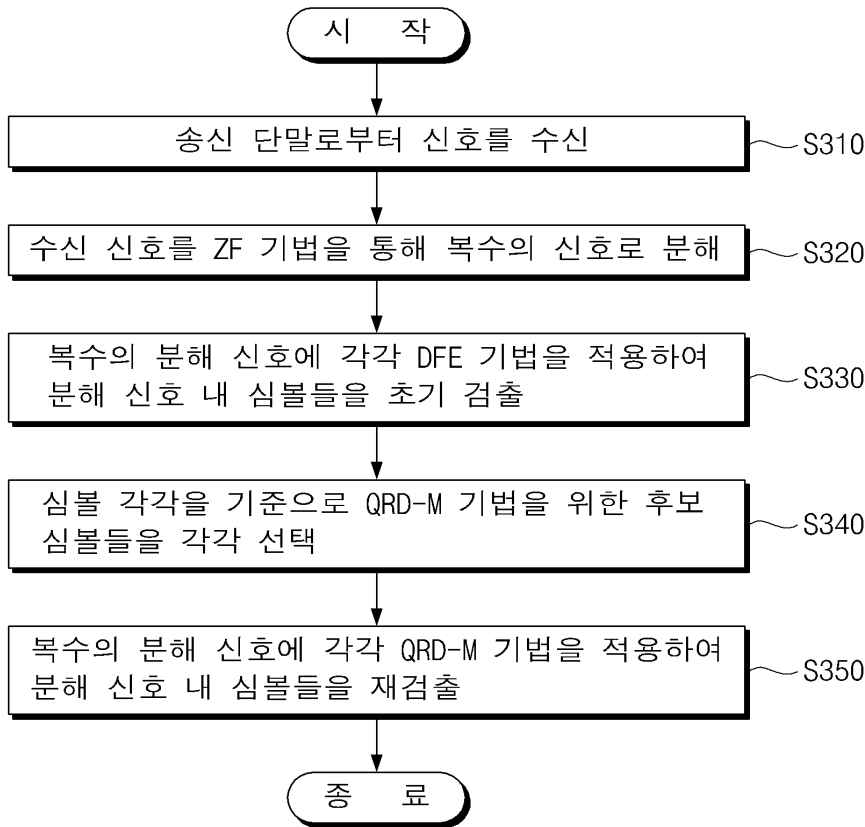 시 작
송신 단말로부터 신호를 수신
S310
수신 신호를 ZF 기법을 통해 복수의 신호로 분해
S320
복수의 분해 신호에 각각 DFE 기법을 적용하여
분해 신호 내 심볼들을 초기 검출
S330
심볼 각각을 기준으로 QRD-M 기법을 위한 후보
심볼들을 각각 선택
S340
복수의 분해 신호에 각각 QRD-M 기법을 적용하여
분해 신호 내 심볼들을 재검출
S350
종 료